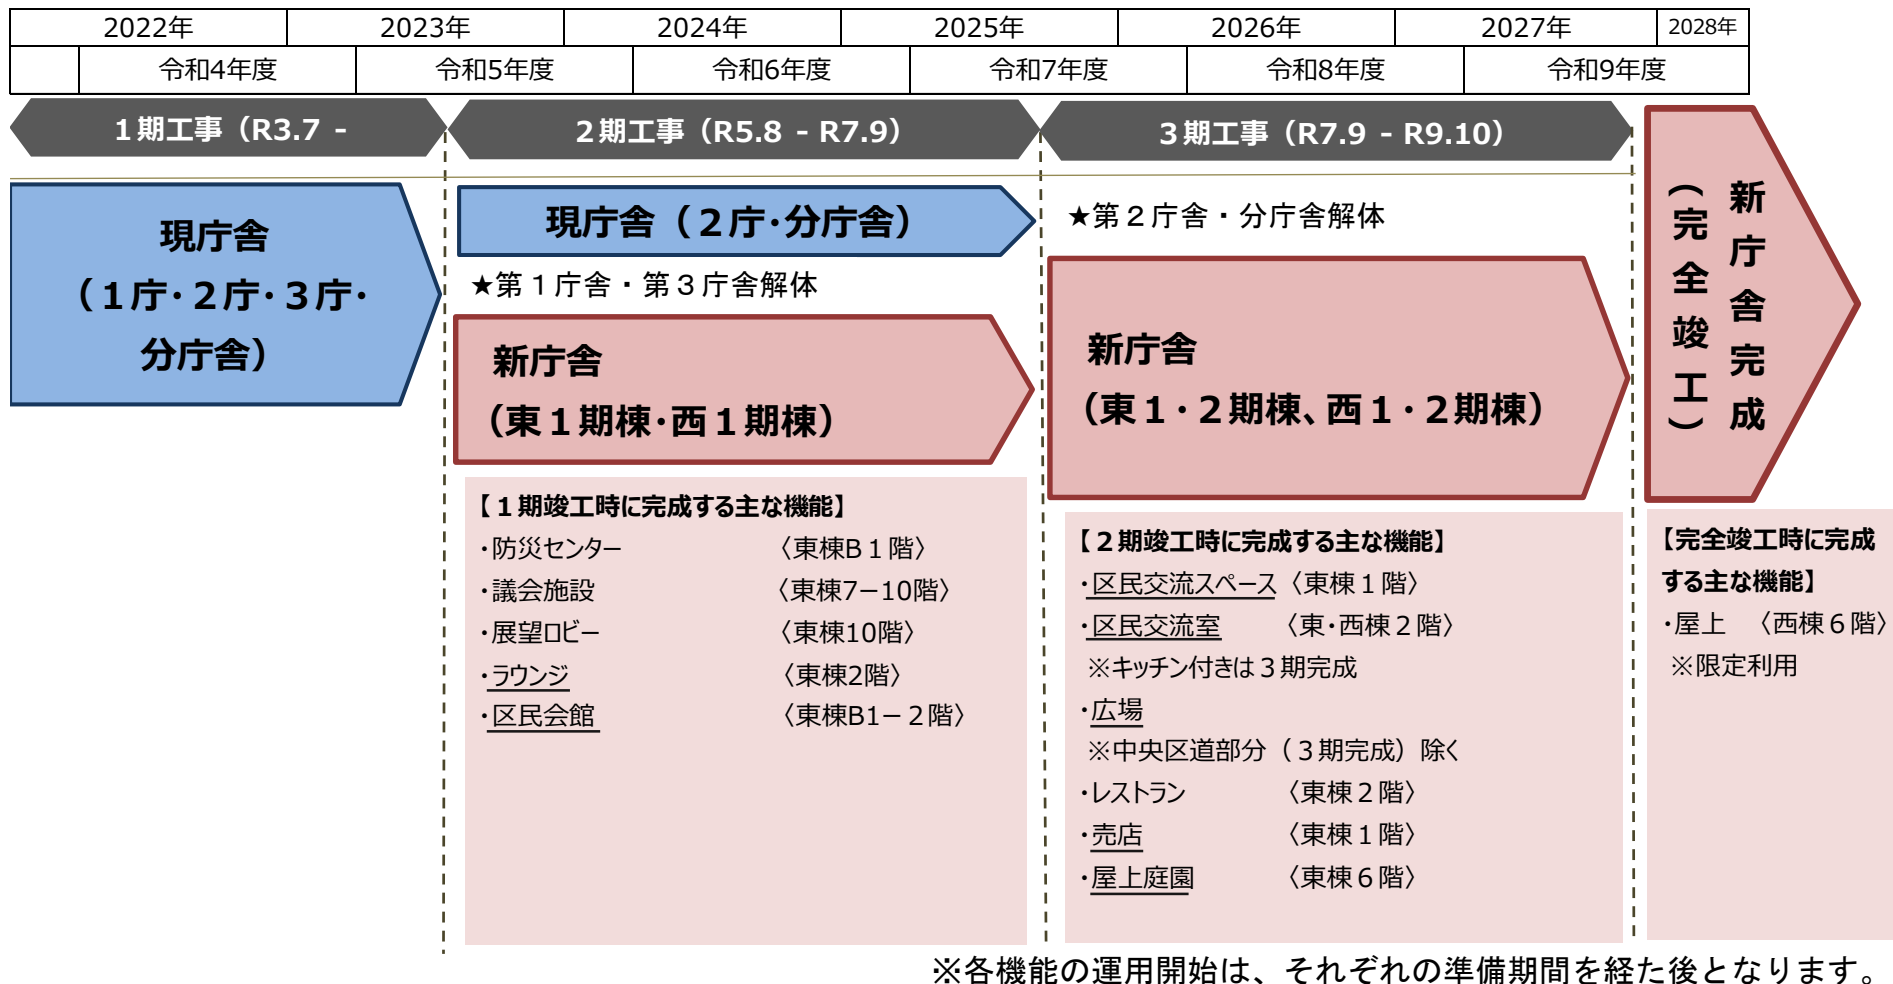 2022年 2023年 2024年 2025年 2026年 2027年 2028年
令和4年度 令和5年度 令和6年度 令和7年度 令和8年度 令和9年度
１期工事（R3.7 -
２期工事（R5.8 - R7.9）
３期工事（R7.9 - R9.10）
現庁舎
（１庁・２庁・３庁・
分庁舎）
現庁舎（２庁・分庁舎）
★第１庁舎・第３庁舎解体
新庁舎
（東１期棟・西１期棟）
【１期竣工時に完成する主な機能】
・防災センター 〈東棟B１階〉
・議会施設 〈東棟7－10階〉
・展望ロビー 〈東棟10階〉
・ラウンジ 〈東棟2階〉
・区民会館 〈東棟B1－２階〉
★第２庁舎・分庁舎解体
新庁舎
（東１・２期棟、西１・２期棟）
【２期竣工時に完成する主な機能】
・区民交流スペース 〈東棟１階〉
・区民交流室 〈東・西棟２階〉
※キッチン付きは３期完成
・広場
※中央区道部分（３期完成）除く
・レストラン 〈東棟２階〉
・売店 〈東棟１階〉
・屋上庭園 〈東棟６階〉
新庁舎完成
（完全竣工）
【完全竣工時に完成
する主な機能】
・屋上 〈西棟６階〉
※限定利用
※各機能の運用開始は、それぞれの準備期間を経た後となります。